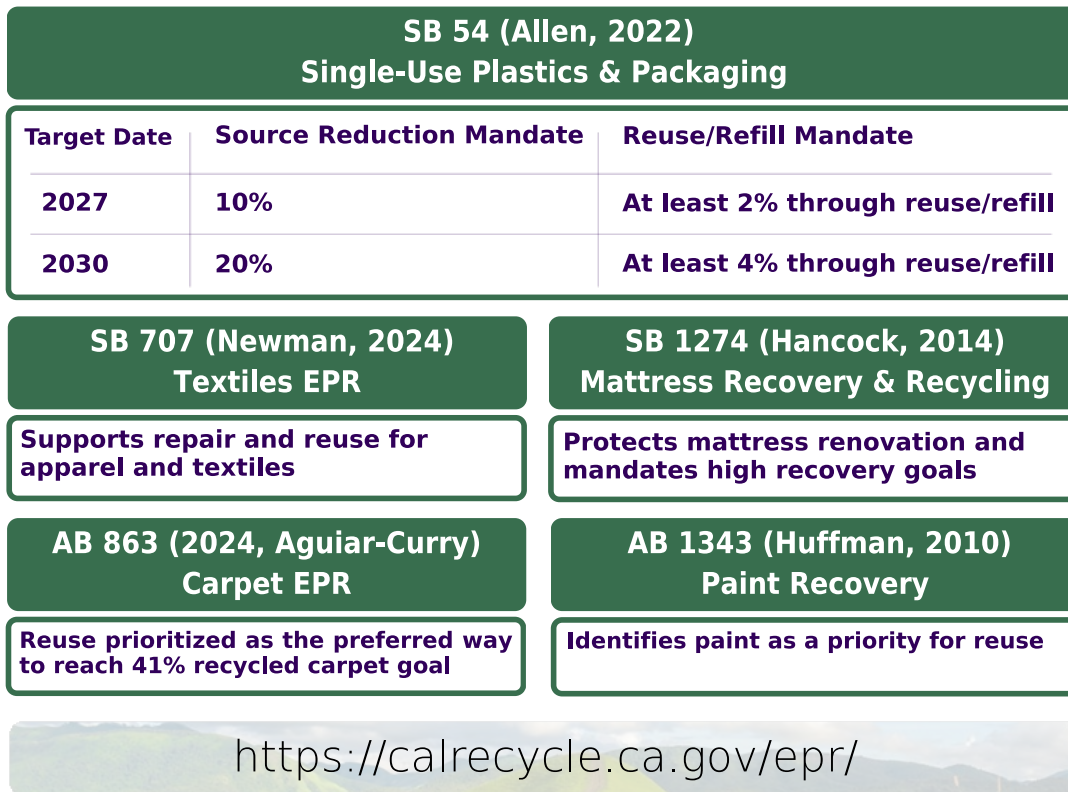 SB 54 (Allen, 2022)
Single-Use Plastics & Packaging
Target Date Source Reduction Mandate Reuse/Refill Mandate
2027 10% At least 2% through reuse/refill
2030 20% At least 4% through reuse/refill
SB 707 (Newman, 2024)
Textiles EPR
Supports repair and reuse for
apparel and textiles
SB 1274 (Hancock, 2014)
Mattress Recovery & Recycling
Protects mattress renovation and
mandates high recovery goals
AB 863 (2024, Aguiar-Curry)
Carpet EPR
Reuse prioritized as the preferred way
to reach 41% recycled carpet goal
AB 1343 (Huffman, 2010)
Paint Recovery
Identifies paint as a priority for reuse
https://calrecycle.ca.gov/epr/